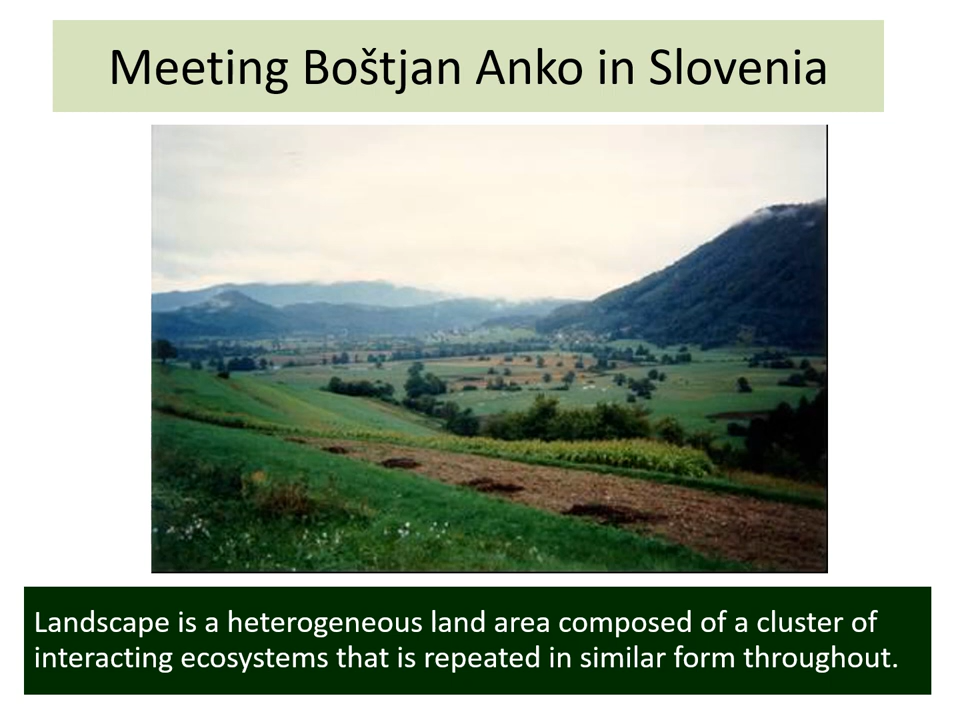 Meeting Boštjan Anko in Slovenia
Landscape is a heterogeneous land area composed of a cluster of
interacting ecosystems that is repeated in similar form throughout.